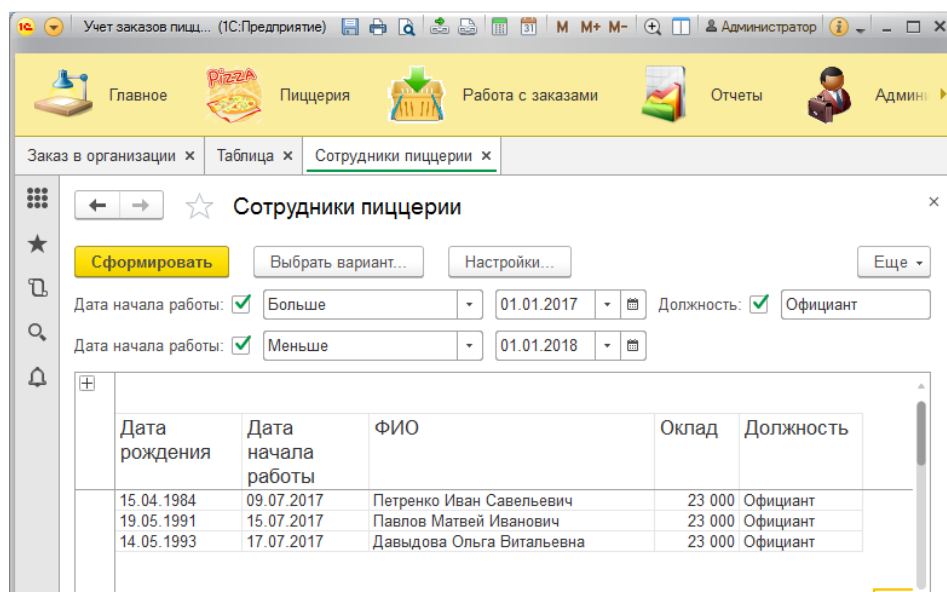 1С Учет заказов пицц... (1С:Предприятие) 31 M M+ M- Администратор i
Главное PizzA Пиццерия Работа с заказами Отчеты Админи
Заказ в организации × Таблица × Сотрудники пиццерии ×
Сотрудники пиццерии ×
Сформировать Выбрать вариант... Настройки... Еще
Дата начала работы: Больше 01.01.2017 Должность: Официант
Дата начала работы: Меньше 01.01.2018
Дата рождения Дата начала работы ФИО Оклад Должность
15.04.1984 09.07.2017 Петренко Иван Савельевич 23 000 Официант
19.05.1991 15.07.2017 Павлов Матвей Иванович 23 000 Официант
14.05.1993 17.07.2017 Давыдова Ольга Витальевна 23 000 Официант